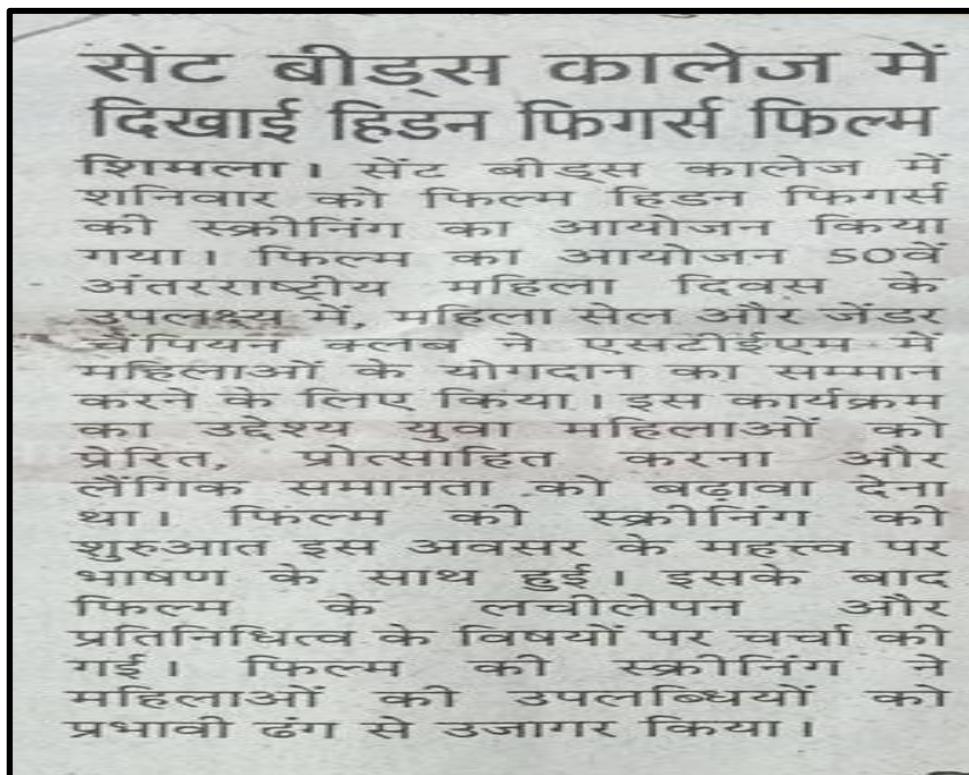 सेंट बीड्स कालेज में
दिखाई हिडन फिगर्स फिल्म
शिमला। सेंट बीड्स कालेज में
शनिवार को फिल्म हिडन फिगर्स
की स्क्रीनिंग का आयोजन किया
गया। फिल्म का आयोजन 50वें
अंतरराष्ट्रीय महिला दिवस के
उपलक्ष्य में, महिला सेल और जेंडर
चैंपियन क्लब ने एसटीईएम में
महिलाओं के योगदान का सम्मान
करने के लिए किया। इस कार्यक्रम
का उद्देश्य युवा महिलाओं को
प्रेरित, प्रोत्साहित करना और
लैंगिक समानता को बढ़ावा देना
था। फिल्म की स्क्रीनिंग की
शुरुआत इस अवसर के महत्त्व पर
भाषण के साथ हुई। इसके बाद
फिल्म के लचीलेपन और
प्रतिनिधित्व के विषयों पर चर्चा की
गई। फिल्म की स्क्रीनिंग ने
महिलाओं की उपलब्धियों को
प्रभावी ढंग से उजागर किया।